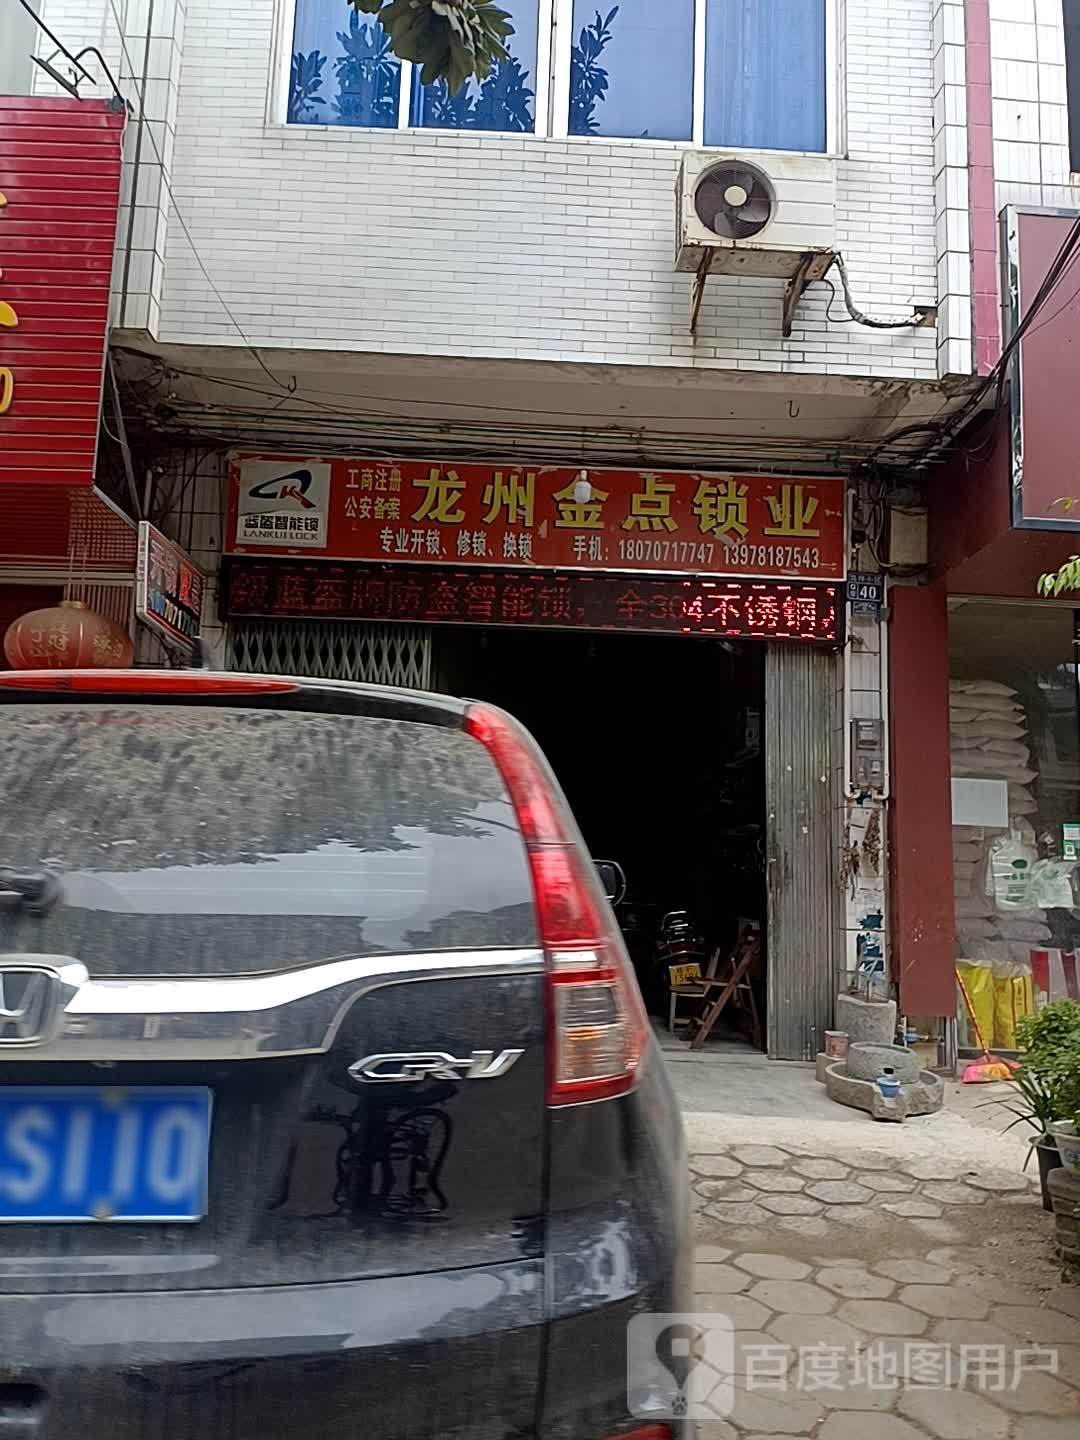 工商注册
公安备案
龙州金点锁业
蓝盔智能锁
LANKUI LOCK
专业开锁、修锁、换锁 手机：18070717747 13978187543
级蓝盔牌防盗智能锁，全304不锈钢
40
CR-V
S110
百度地图用户